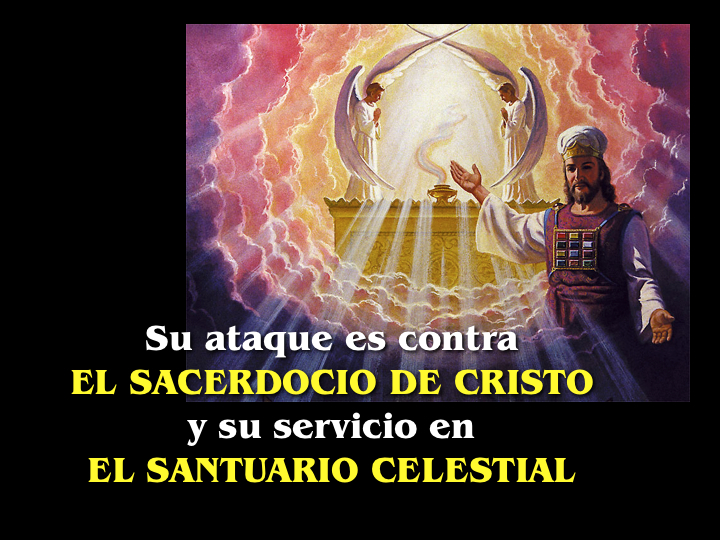 Su ataque es contra
EL SACERDOCIO DE CRISTO
y su servicio en
EL SANTUARIO CELESTIAL